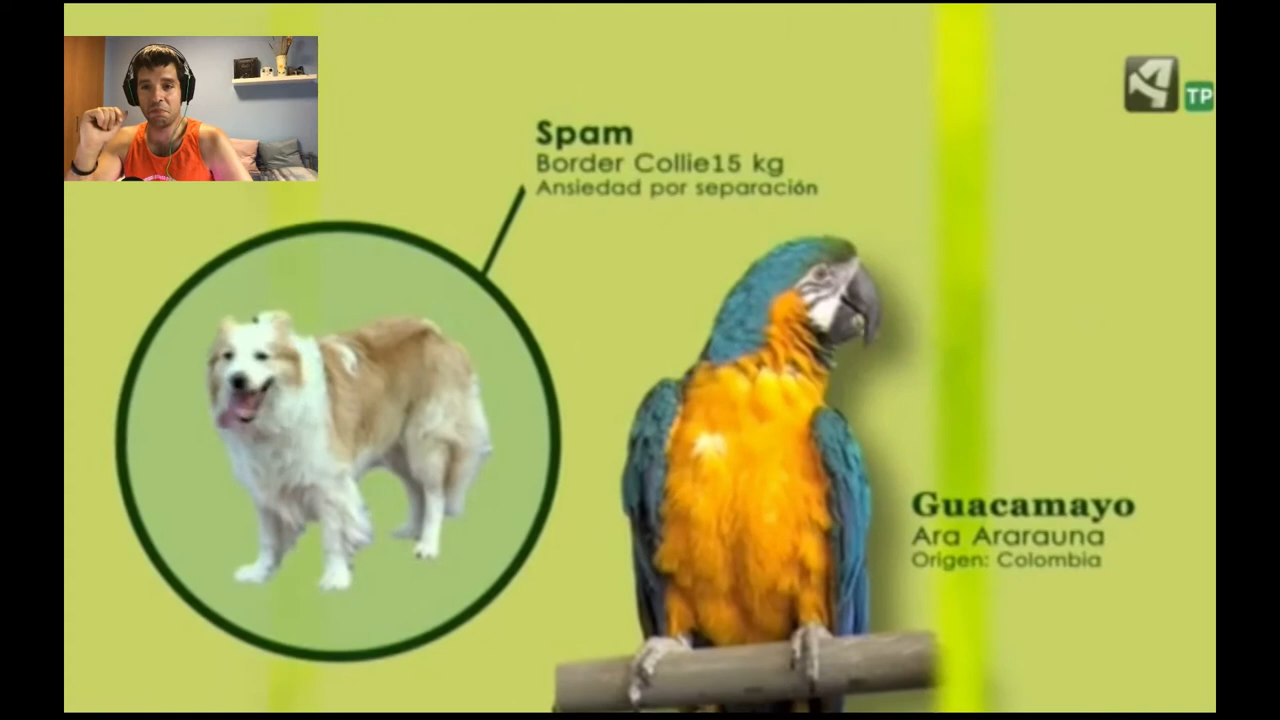 TP
Spam
Border Collie15 kg
Ansiedad por separación
Guacamayo
Ara Ararauna
Origen: Colombia